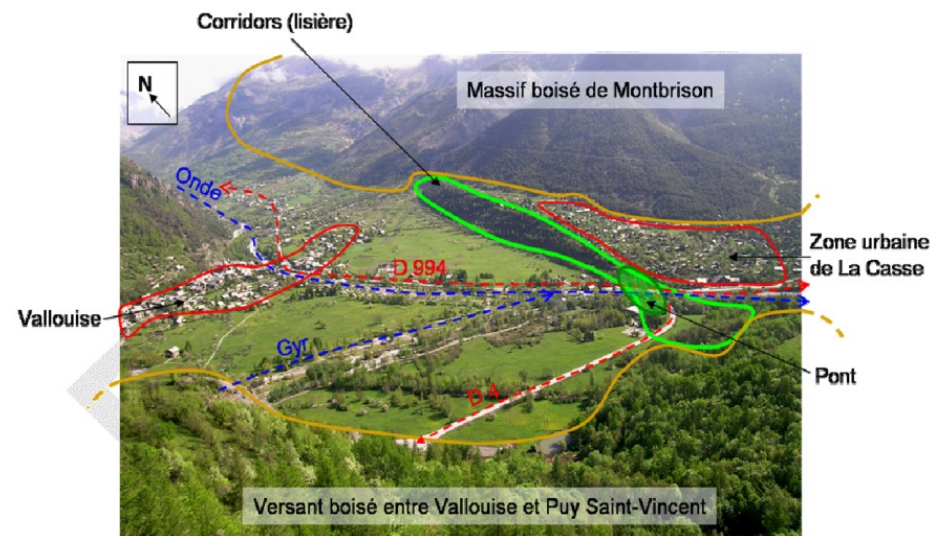 Corridors (lisière)
N
Massif boisé de Montbrison
Onde
D 994
Zone urbaine
de La Casse
Vallouise
Gyr
Pont
D 4
Versant boisé entre Vallouise et Puy Saint-Vincent